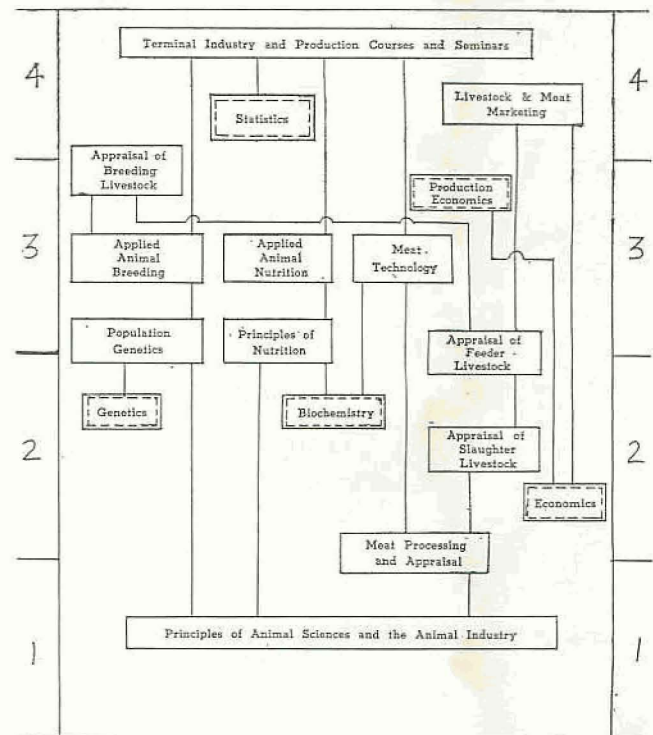 Terminal Industry and Production Courses and Seminars
4
4
Livestock & Meat
Marketing
Statistics
Appraisal of
Breeding
Livestock
Production
Economics
3
3
Applied
Animal
Breeding
Applied
Animal
Nutrition
Meat
Technology
Population
Genetics
Principles of
Nutrition
Appraisal of
Feeder
Livestock
Genetics
Biochemistry
2
2
Appraisal of
Slaughter
Livestock
Economics
Meat Processing
and Appraisal
1
1
Principles of Animal Sciences and the Animal Industry